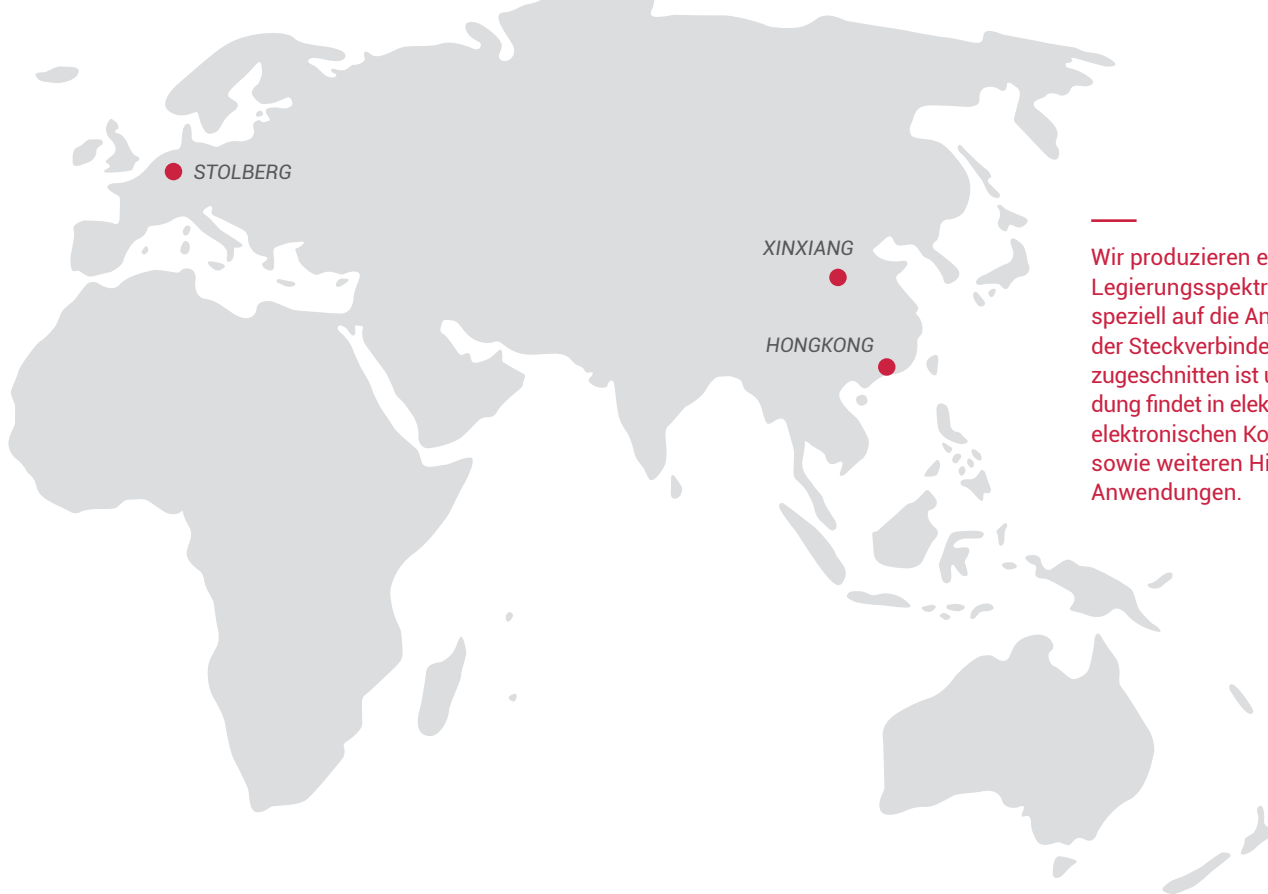 STOLBERG
XINXIANG
HONGKONG
Wir produzieren
Legierungsspektr
speziell auf die
der Steckverbinde
zugeschnitten ist
dung findet in elek
elektronischen Ko
sowie weiteren Hi
Anwendungen.